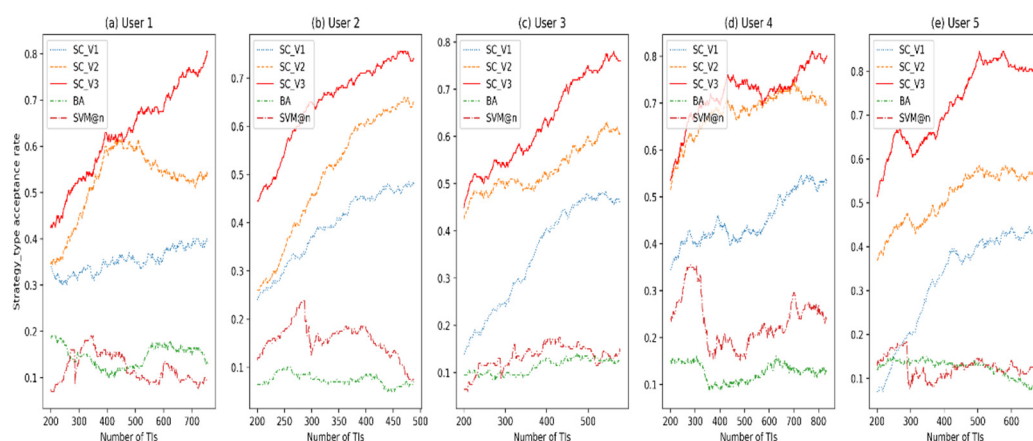 (a) User 1
(b) User 2
(c) User 3
(d) User 4
(e) User 5
Strategy_type acceptance rate
SC_V1
SC_V2
SC_V3
BA
SVM@n
0.8
0.7
0.6
0.5
0.4
0.3
0.2
0.1
200 300 400 500 600 700
Number of TIs
SC_V1
SC_V2
SC_V3
BA
SVM@n
0.7
0.6
0.5
0.4
0.3
0.2
0.1
200 250 300 350 400 450 500
Number of TIs
SC_V1
SC_V2
SC_V3
BA
SVM@n
0.8
0.7
0.6
0.5
0.4
0.3
0.2
0.1
200 300 400 500
Number of TIs
SC_V1
SC_V2
SC_V3
BA
SVM@n
0.8
0.7
0.6
0.5
0.4
0.3
0.2
0.1
200 300 400 500 600 700 800
Number of TIs
SC_V1
SC_V2
SC_V3
BA
SVM@n
0.8
0.7
0.6
0.5
0.4
0.3
0.2
0.1
200 300 400 500 600
Number of TIs